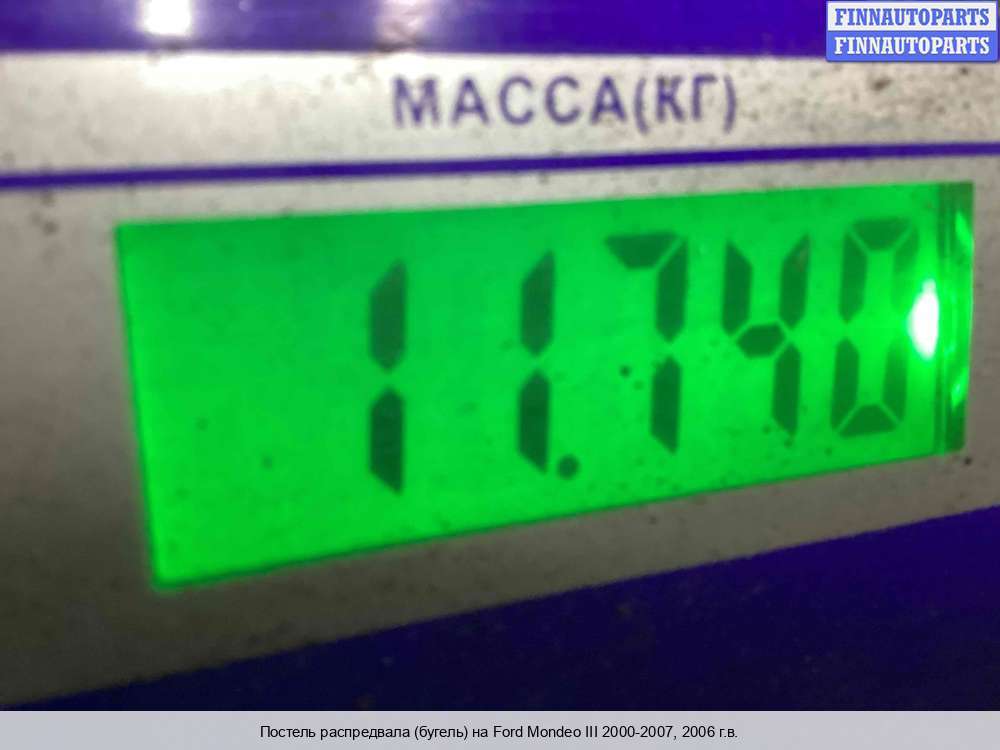 FINNAUTOPARTS
FINNAUTOPARTS
МАССА(КГ)
11.740
Постель распредвала (бугель) на Ford Mondeo III 2000-2007, 2006 г.в.